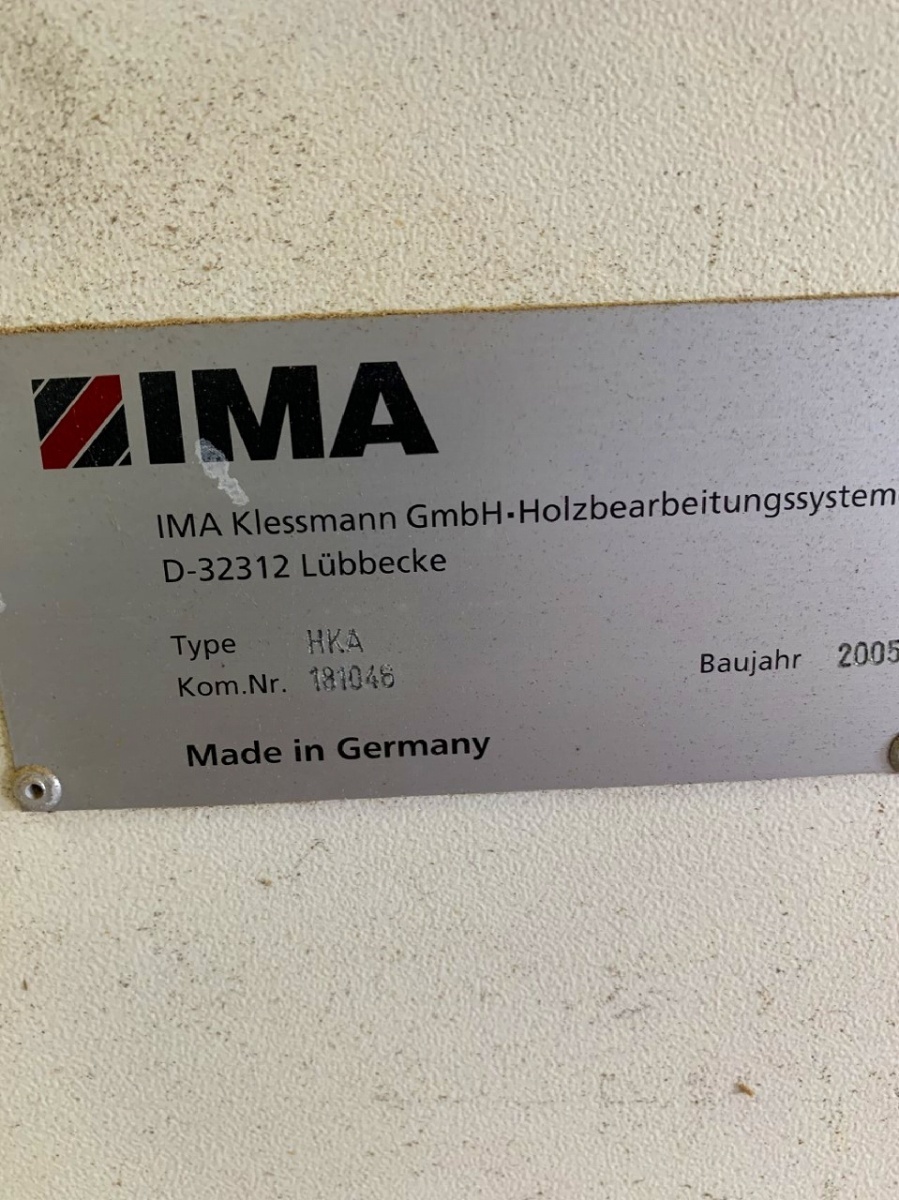 IMA
IMA Klessmann GmbH·Holzbearbeitungssystem
D-32312 Lübbecke
Type HKA
Kom.Nr. 181046 Baujahr 2005
Made in Germany